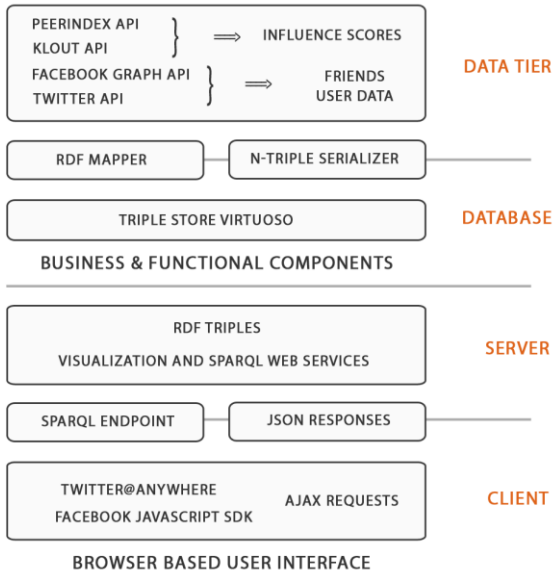 PEERINDEX API
KLOUT API
INFLUENCE SCORES
FACEBOOK GRAPH API
TWITTER API
FRIENDS
USER DATA
DATA TIER
RDF MAPPER
N-TRIPLE SERIALIZER
TRIPLE STORE VIRTUOSO
DATABASE
BUSINESS & FUNCTIONAL COMPONENTS
RDF TRIPLES
VISUALIZATION AND SPARQL WEB SERVICES
SERVER
SPARQL ENDPOINT
JSON RESPONSES
TWITTER@ANYWHERE
FACEBOOK JAVASCRIPT SDK
AJAX REQUESTS
CLIENT
BROWSER BASED USER INTERFACE